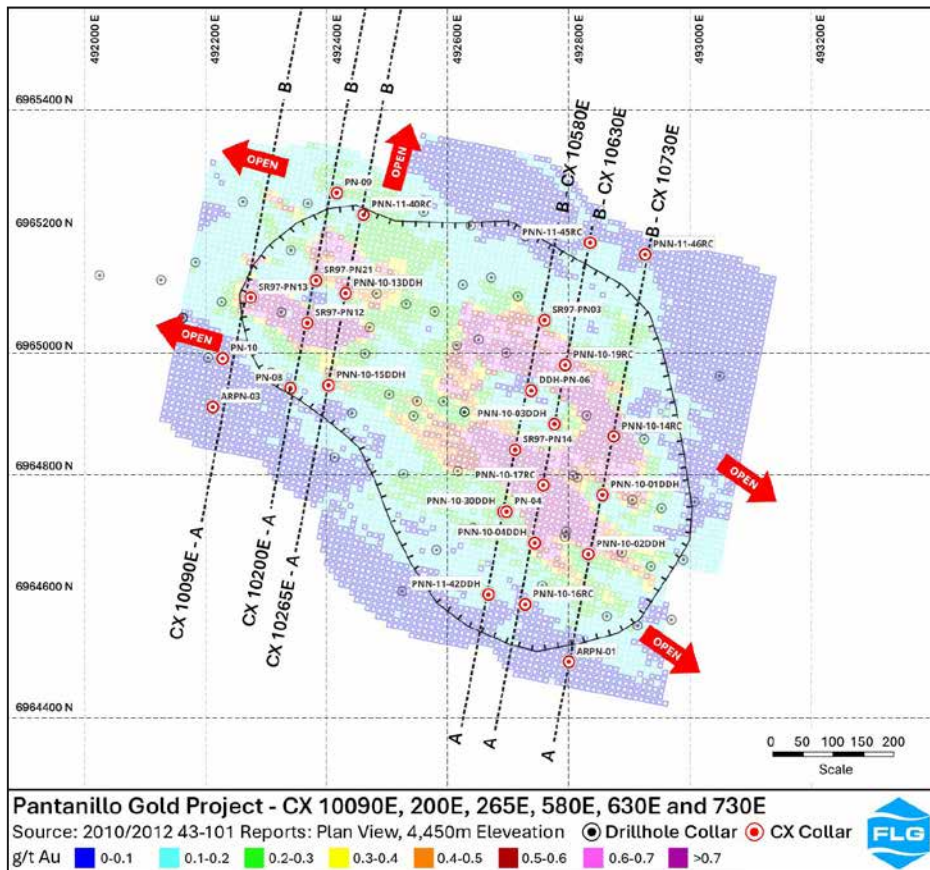 492000 E
492200 E
492400 E
492600 E
492800 E
493000 E
493200 E
6965400 N
6965200 N
6965000 N
6964800 N
6964600 N
6964400 N
B
B
B
B - CX 10580E
B - CX 10630E
B - CX 10730E
OPEN
OPEN
OPEN
OPEN
OPEN
PN-09
PNN-11-40RC
PNN-11-45RC
PNN-11-46RC
SR97-PN21
SR97-PN13
PNN-10-13DDH
SR97-PN12
SR97-PN03
PN-10
PNN-10-19RC
PN-08
PNN-10-15DDH
DDH-PN-06
ARPN-03
PNN-10-03DDH
PNN-10-14RC
SR97-PN14
PNN-10-17RC
PNN-10-01DDH
PNN-10-30DDH
PN-04
PNN-10-04DDH
PNN-10-02DDH
PNN-11-42DDH
PNN-10-16RC
ARPN-01
CX 10090E - A
CX 10200E - A
CX 10265E - A
A
A
A
0 50 100 150 200
Scale
Pantanillo Gold Project - CX 10090E, 200E, 265E, 580E, 630E and 730E
Source: 2010/2012 43-101 Reports: Plan View, 4,450m Eleveation
Drillhole Collar
CX Collar
g/t Au
0-0.1
0.1-0.2
0.2-0.3
0.3-0.4
0.4-0.5
0.5-0.6
0.6-0.7
>0.7
FLG